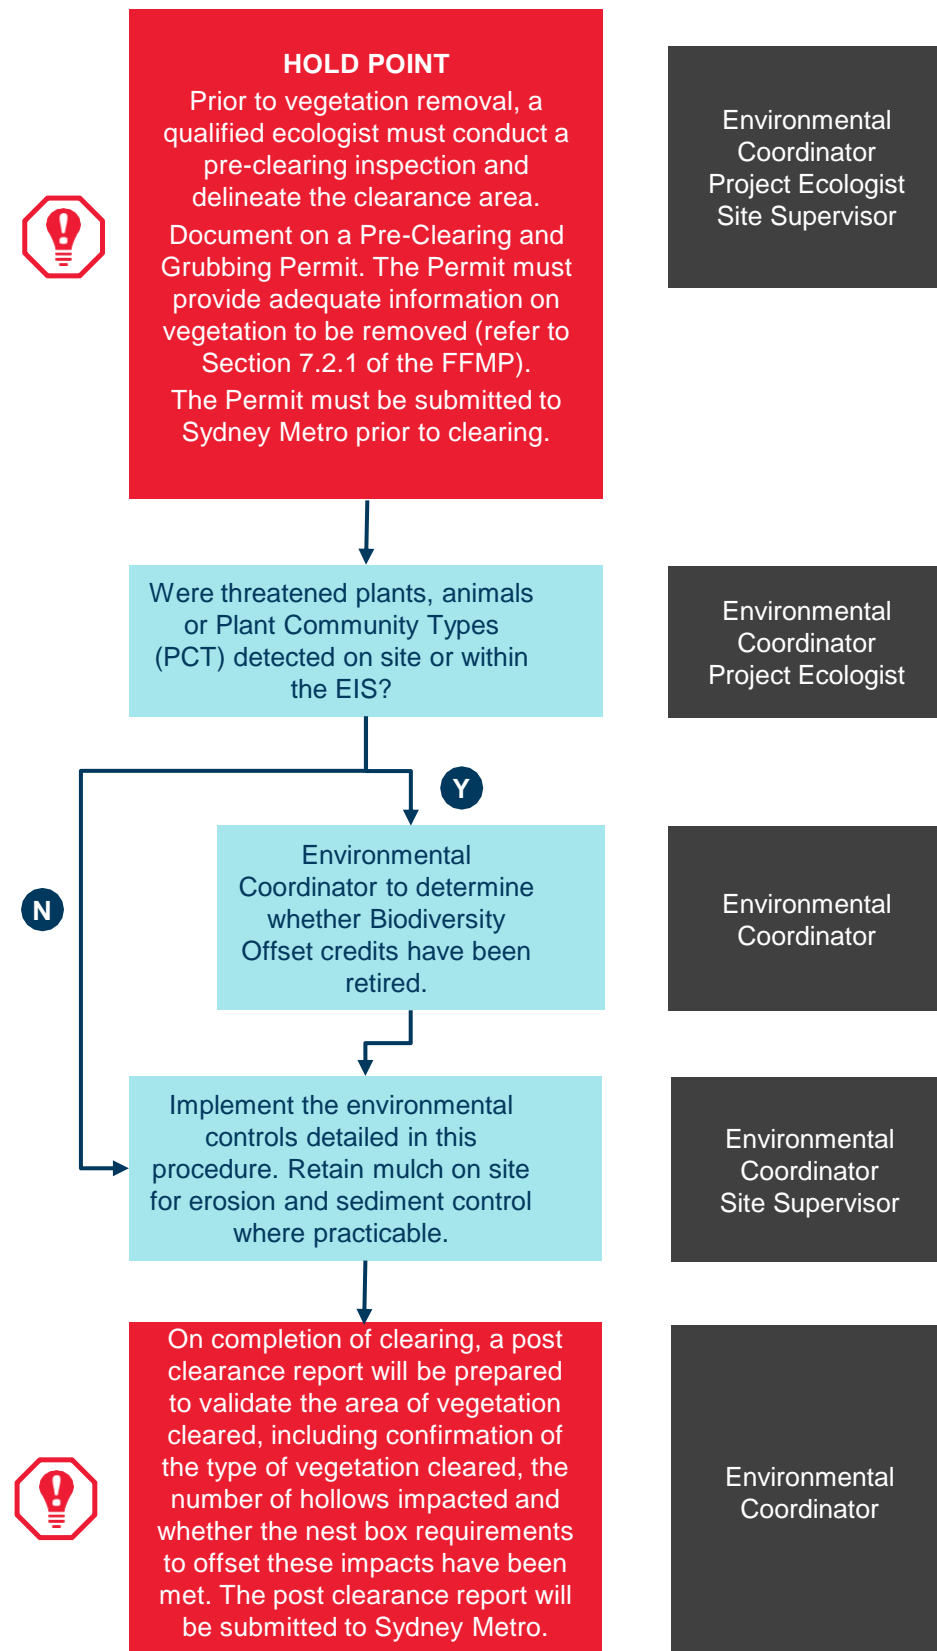 HOLD POINT
Prior to vegetation removal, a
qualified ecologist must conduct a
pre-clearing inspection and
delineate the clearance area.
Document on a Pre-Clearing and
Grubbing Permit. The Permit must
provide adequate information on
vegetation to be removed (refer to
Section 7.2.1 of the FFMP).
The Permit must be submitted to
Sydney Metro prior to clearing.
Environmental
Coordinator
Project Ecologist
Site Supervisor
Were threatened plants, animals
or Plant Community Types
(PCT) detected on site or within
the EIS?
Environmental
Coordinator
Project Ecologist
Y
N
Environmental
Coordinator to determine
whether Biodiversity
Offset credits have been
retired.
Environmental
Coordinator
Implement the environmental
controls detailed in this
procedure. Retain mulch on site
for erosion and sediment control
where practicable.
Environmental
Coordinator
Site Supervisor
On completion of clearing, a post
clearance report will be prepared
to validate the area of vegetation
cleared, including confirmation of
the type of vegetation cleared, the
number of hollows impacted and
whether the nest box requirements
to offset these impacts have been
met. The post clearance report will
be submitted to Sydney Metro.
Environmental
Coordinator